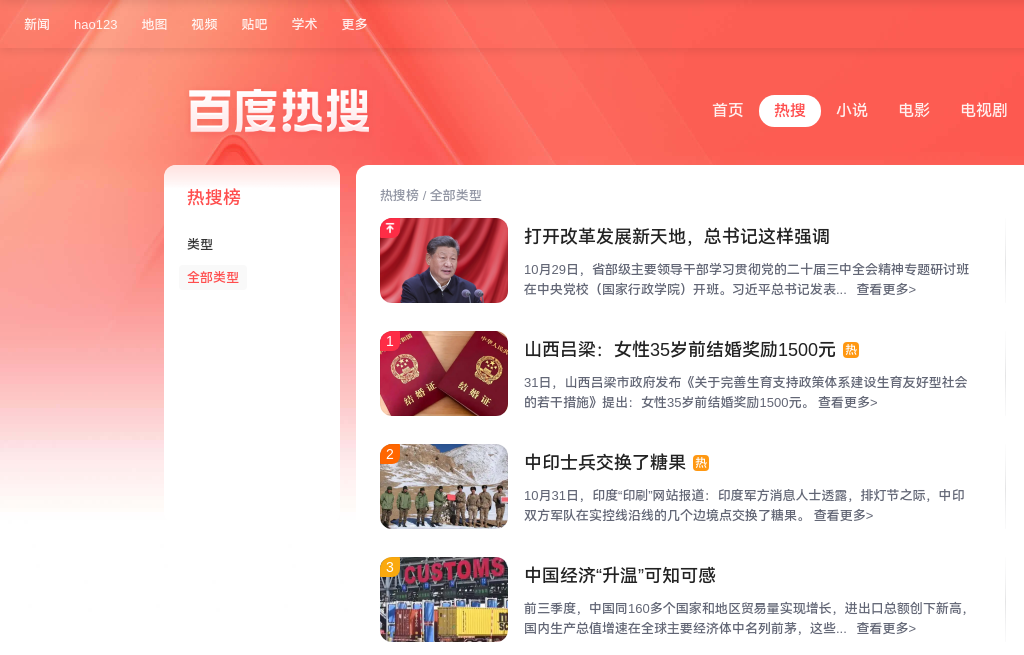 新闻 hao123 地图 视频 贴吧 学术 更多
百度热搜
首页 热搜 小说 电影 电视剧
热搜榜
类型
全部类型
热搜榜 / 全部类型
打开改革发展新天地，总书记这样强调
10月29日，省部级主要领导干部学习贯彻党的二十届三中全会精神专题研讨班
在中央党校（国家行政学院）开班。习近平总书记发表... 查看更多>
1
结婚证
结婚证
山西吕梁：女性35岁前结婚奖励1500元 热
31日，山西吕梁市政府发布《关于完善生育支持政策体系建设生育友好型社会
的若干措施》提出：女性35岁前结婚奖励1500元。 查看更多>
2
中印士兵交换了糖果 热
10月31日，印度“印刷”网站报道：印度军方消息人士透露，排灯节之际，中印
双方军队在实控线沿线的几个边境点交换了糖果。 查看更多>
3
CUSTOMS
中国经济“升温”可知可感
前三季度，中国同160多个国家和地区贸易量实现增长，进出口总额创下新高，
国内生产总值增速在全球主要经济体中名列前茅，这些... 查看更多>